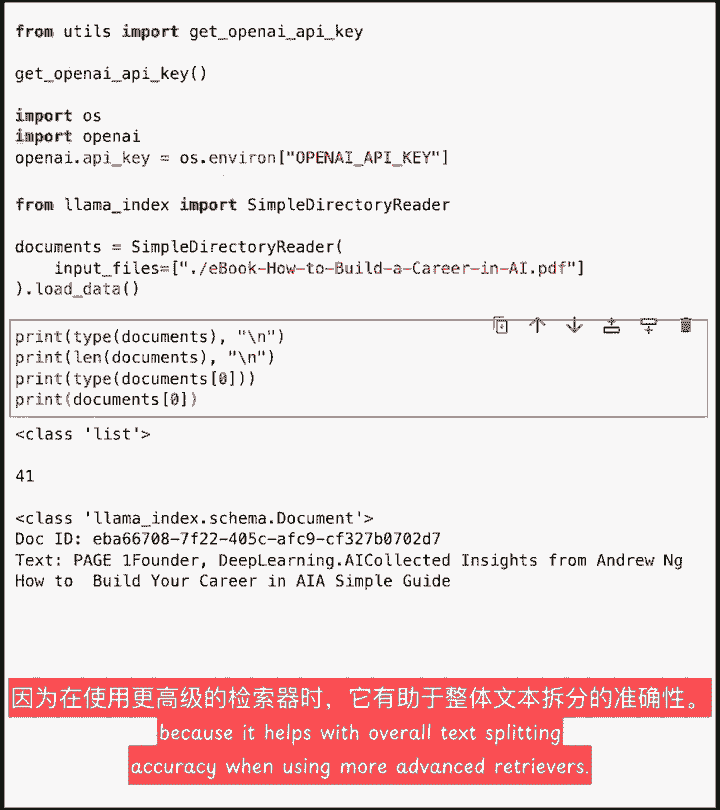 from utils import get_openai_api_key
get_openai_api_key()
import os
import openai
openai.api_key = os.environ["OPENAI_API_KEY"]
from llama_index import SimpleDirectoryReader
documents = SimpleDirectoryReader(
    input_files=["./eBook-How-to-Build-a-Career-in-AI.pdf"]
).load_data()
print(type(documents), "\n")
print(len(documents), "\n")
print(type(documents[0]))
print(documents[0])
<class 'list'>
41
<class 'llama_index.schema.Document'>
Doc ID: eba66708-7f22-405c-afc9-cf327b0702d7
Text: PAGE 1Founder, DeepLearning.AICollected Insights from Andrew Ng
How to  Build Your Career in AIA Simple Guide
因为在使用更高级的检索器时，它有助于整体文本拆分的准确性。
because it helps with overall text splitting
accuracy when using more advanced retrievers.